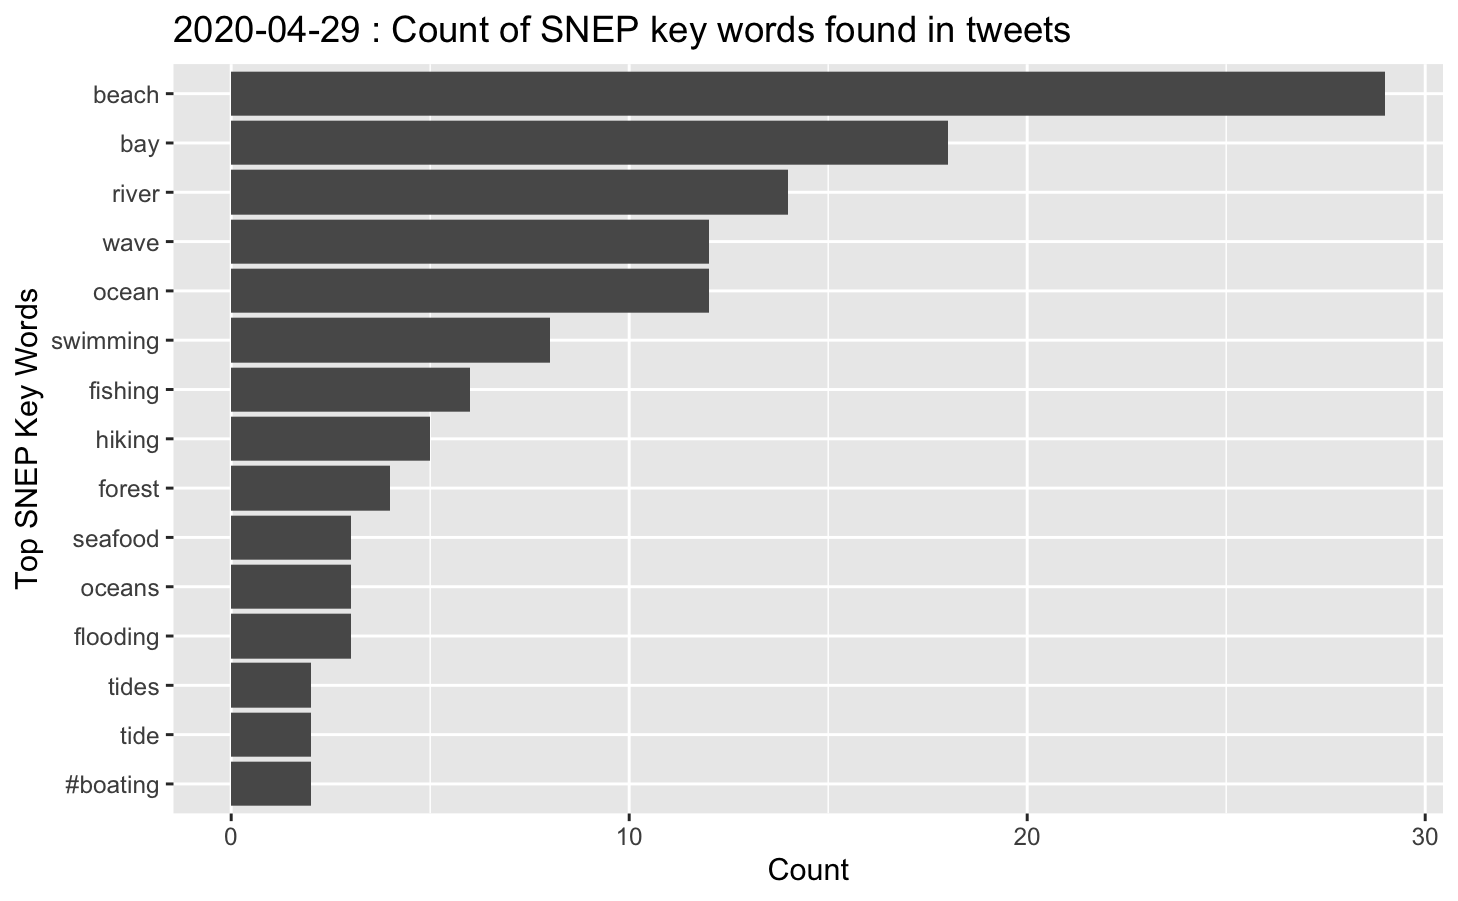 2020-04-29 : Count of SNEP key words found in tweets
Top SNEP Key Words
beach
bay
river
wave
ocean
swimming
fishing
hiking
forest
seafood
oceans
flooding
tides
tide
#boating
0 10 20 30
Count